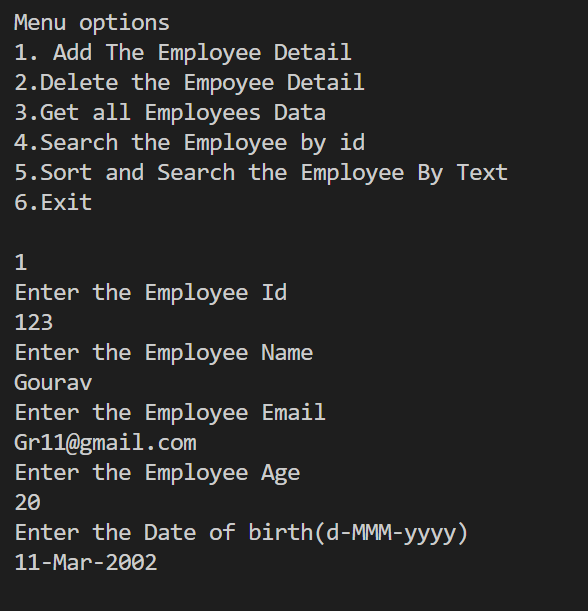 Menu options
1. Add The Employee Detail
2.Delete the Empoyee Detail
3.Get all Employees Data
4.Search the Employee by id
5.Sort and Search the Employee By Text
6.Exit
1
Enter the Employee Id
123
Enter the Employee Name
Gourav
Enter the Employee Email
Gr11@gmail.com
Enter the Employee Age
20
Enter the Date of birth(d-MMM-yyyy)
11-Mar-2002